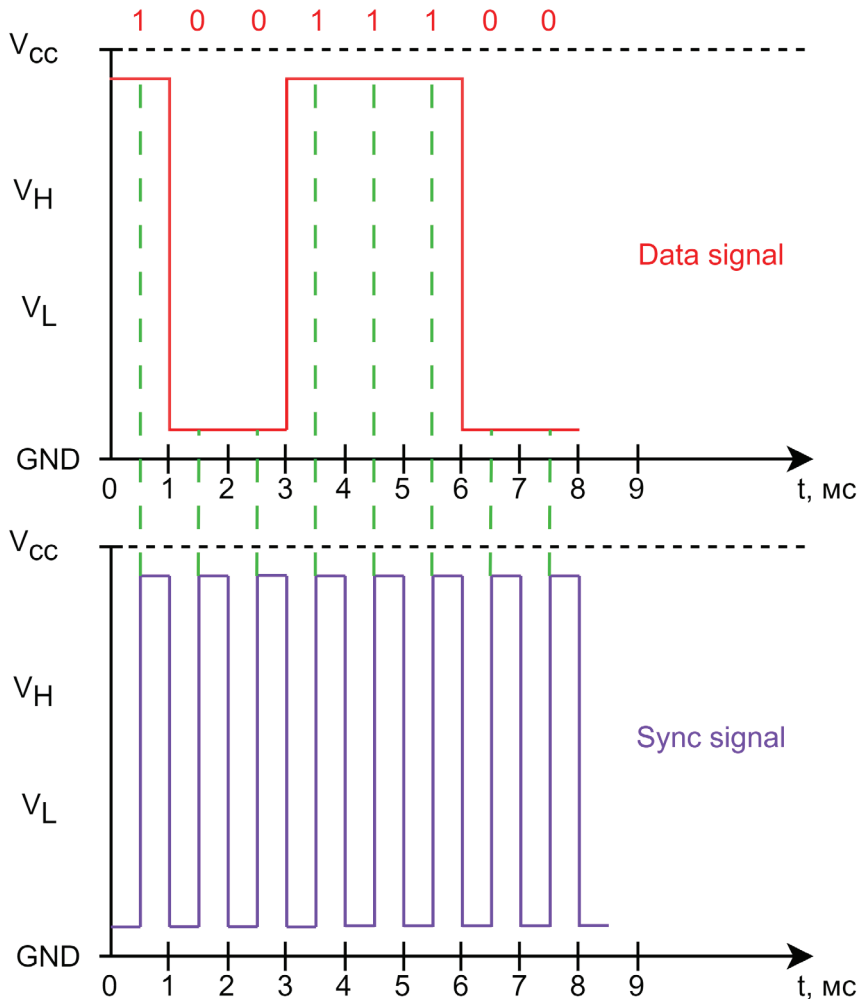 1 0 0 1 1 1 0 0
Vcc
VH
Data signal
VL
GND
0 1 2 3 4 5 6 7 8 9 t, мс
Vcc
VH
Sync signal
VL
GND
0 1 2 3 4 5 6 7 8 9 t, мс